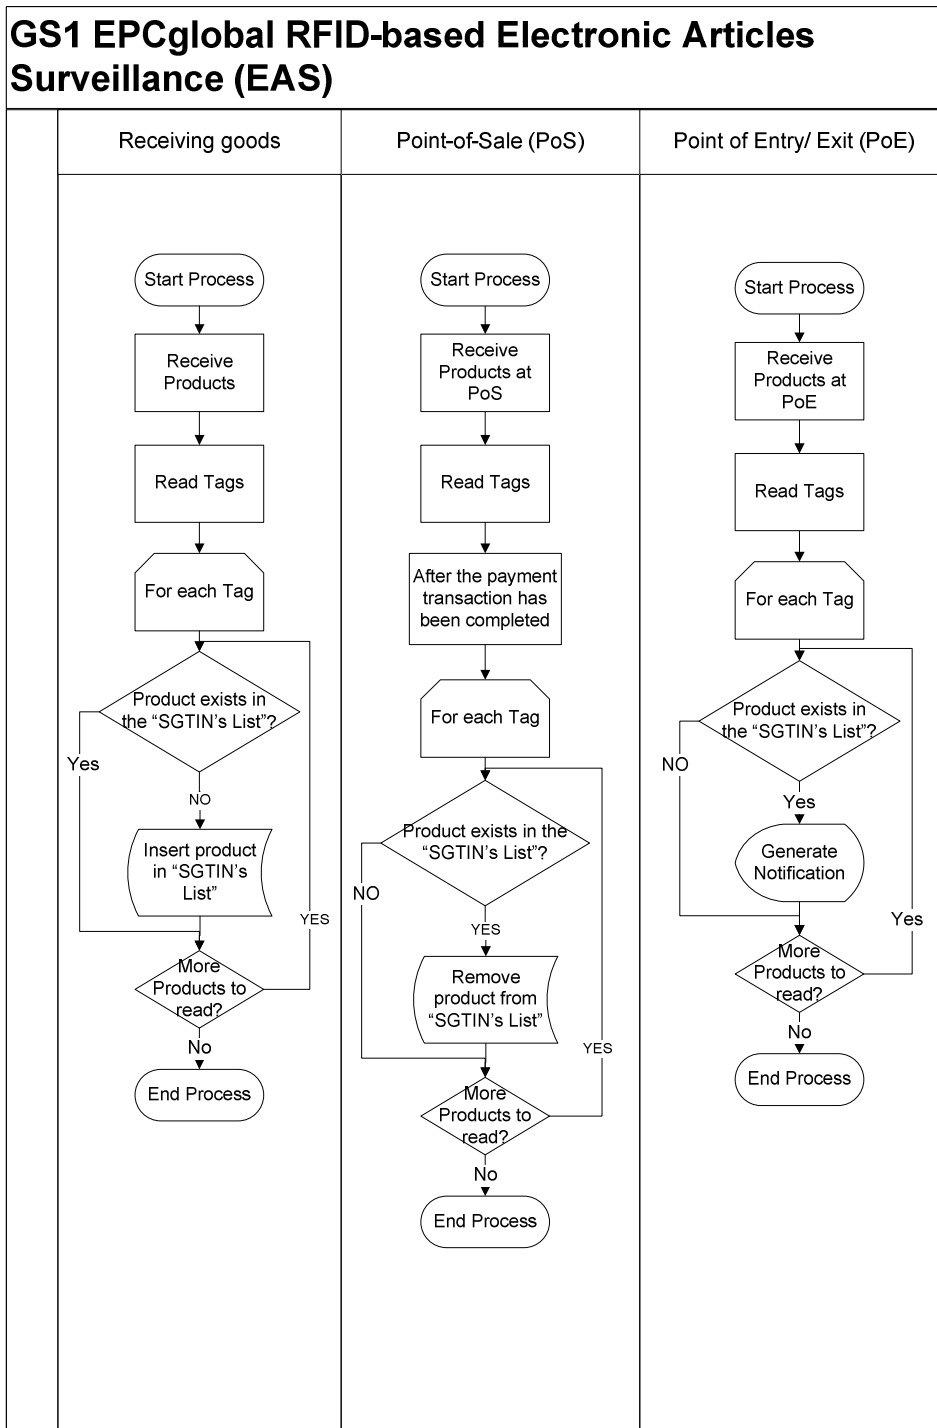 GS1 EPCglobal RFID-based Electronic Articles
Surveillance (EAS)
Receiving goods
Start Process
Receive
Products
Read Tags
For each Tag
Product exists in
the “SGTIN’s List”?
Yes
NO
Insert product
in “SGTIN’s
List”
YES
More
Products to
read?
No
End Process
Point-of-Sale (PoS)
Start Process
Receive
Products at
PoS
Read Tags
After the payment
transaction has
been completed
For each Tag
Product exists in the
“SGTIN’s List”?
NO
YES
Remove
product from
“SGTIN’s List”
YES
More
Products to
read?
No
End Process
Point of Entry/ Exit (PoE)
Start Process
Receive
Products at
PoE
Read Tags
For each Tag
Product exists in
the “SGTIN’s List”?
NO
Yes
Generate
Notification
Yes
More
Products to
read?
No
End Process